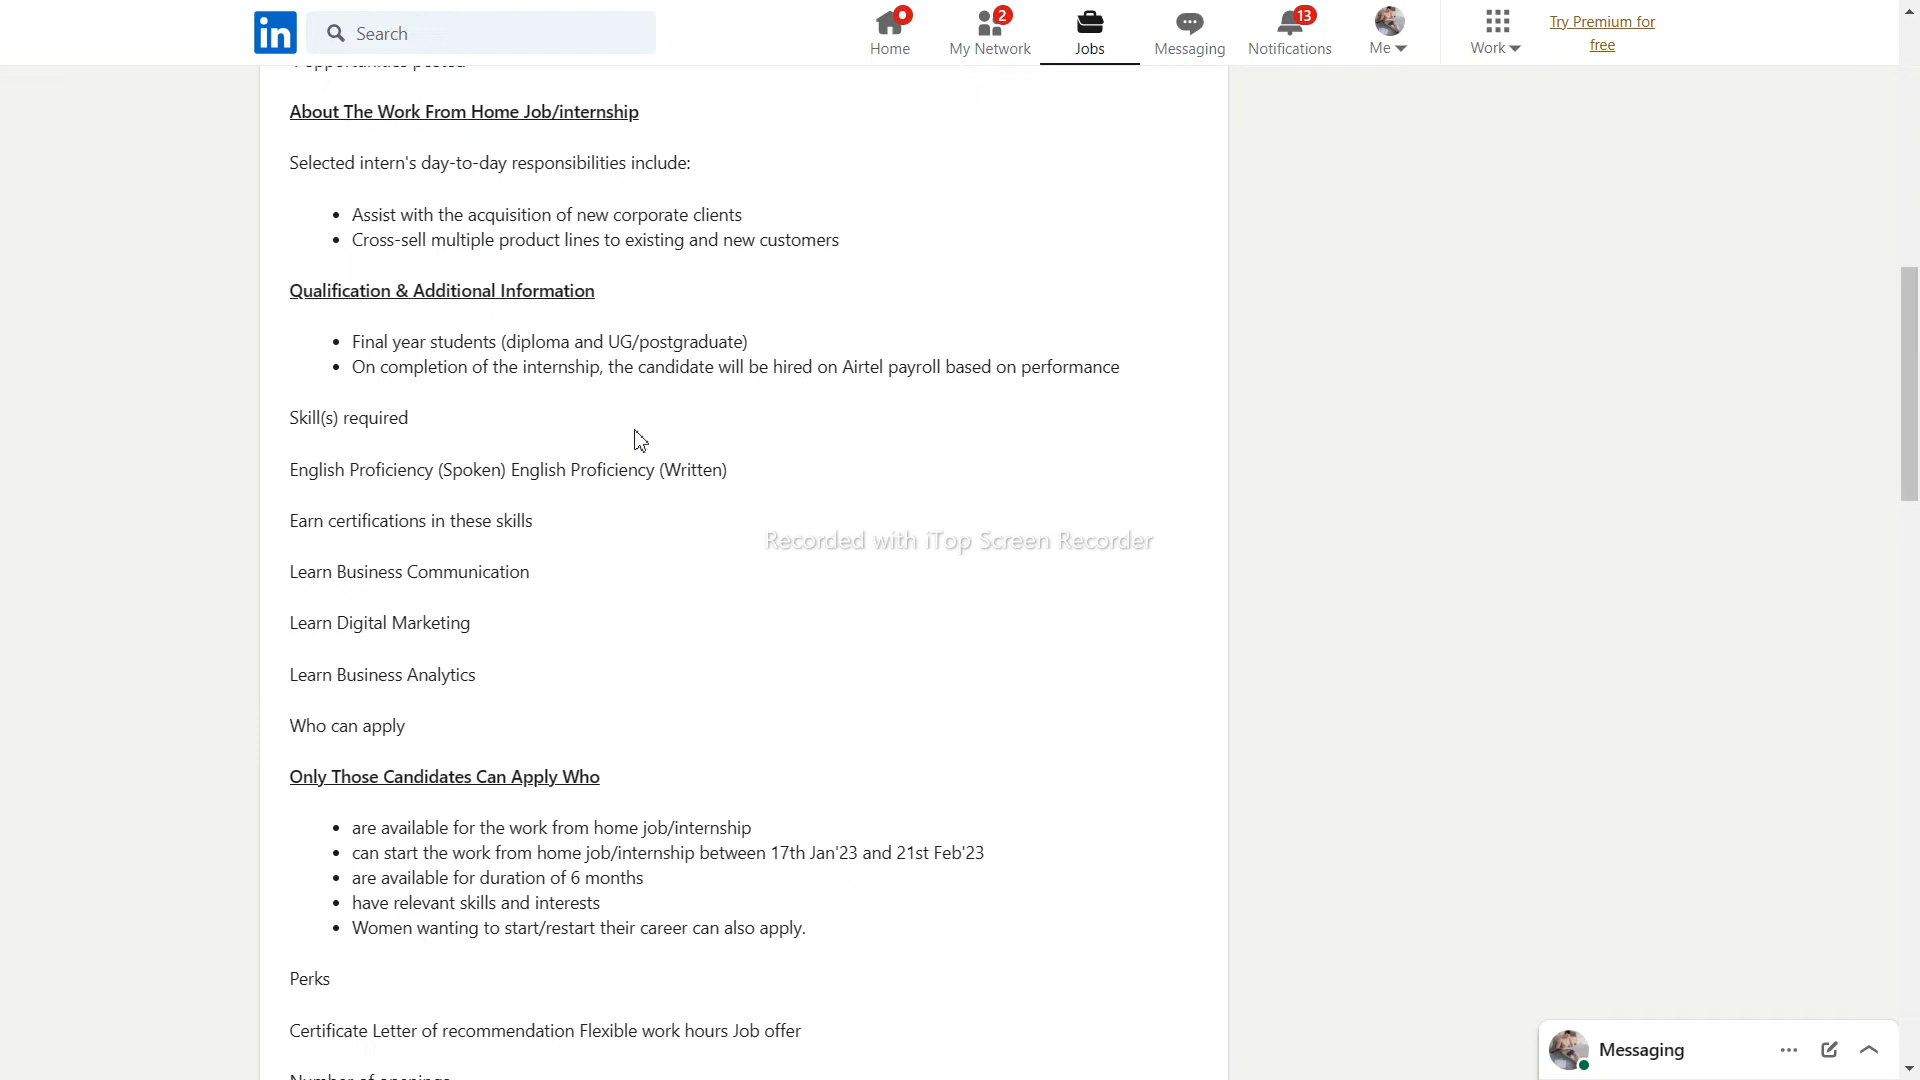 in
Search
2
13
Home
My Network
Jobs
Messaging
Notifications
Me
Work
Try Premium for
free
opportunities posted
About The Work From Home Job/internship
Selected intern's day-to-day responsibilities include:
• Assist with the acquisition of new corporate clients
• Cross-sell multiple product lines to existing and new customers
Qualification & Additional Information
• Final year students (diploma and UG/postgraduate)
• On completion of the internship, the candidate will be hired on Airtel payroll based on performance
Skill(s) required
English Proficiency (Spoken) English Proficiency (Written)
Earn certifications in these skills
Recorded with iTop Screen Recorder
Learn Business Communication
Learn Digital Marketing
Learn Business Analytics
Who can apply
Only Those Candidates Can Apply Who
• are available for the work from home job/internship
• can start the work from home job/internship between 17th Jan'23 and 21st Feb'23
• are available for duration of 6 months
• have relevant skills and interests
• Women wanting to start/restart their career can also apply.
Perks
Certificate Letter of recommendation Flexible work hours Job offer
Number of openings
Messaging